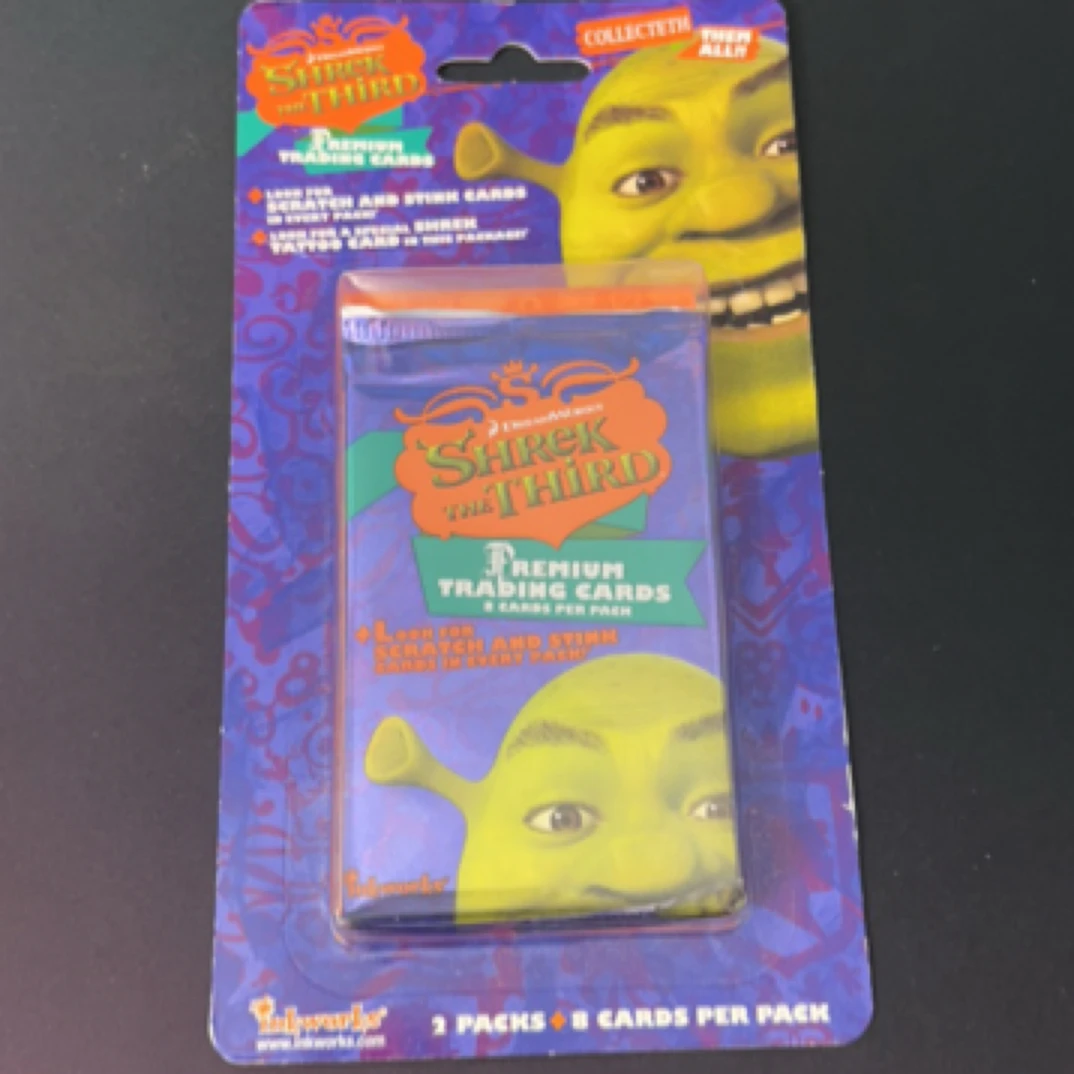 COLLECTETH THEM ALL!!
DREAMWORKS
SHREK
THE THIRD
PREMIUM
TRADING CARDS
LOOK FOR
SCRATCH AND STINK CARDS
IN EVERY PACK!
LOOK FOR A SPECIAL SHREK
TATTOO CARD IN THIS PACKAGE!
S
DREAMWORKS
SHREK
THE THIRD
PREMIUM
TRADING CARDS
8 CARDS PER PACK
LOOK FOR
SCRATCH AND STINK
CARDS IN EVERY PACK!
inkworks
inkworks
www.inkworks.com
2 PACKS + 8 CARDS PER PACK